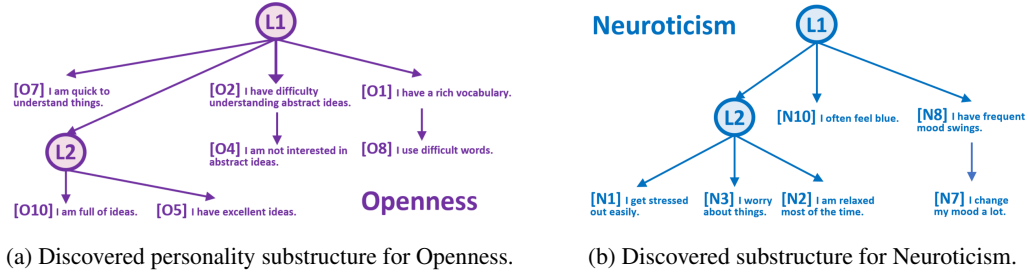 L1
[O7] I am quick to
understand things.
[O2] I have difficulty
understanding abstract ideas.
[O1] I have a rich vocabulary.
L2
[O4] I am not interested in
abstract ideas.
[O8] I use difficult words.
[O10] I am full of ideas.
[O5] I have excellent ideas.
Openness
(a) Discovered personality substructure for Openness.
Neuroticism
L1
L2
[N10] I often feel blue.
[N8] I have frequent
mood swings.
[N1] I get stressed
out easily.
[N3] I worry
about things.
[N2] I am relaxed
most of the time.
[N7] I change
my mood a lot.
(b) Discovered substructure for Neuroticism.